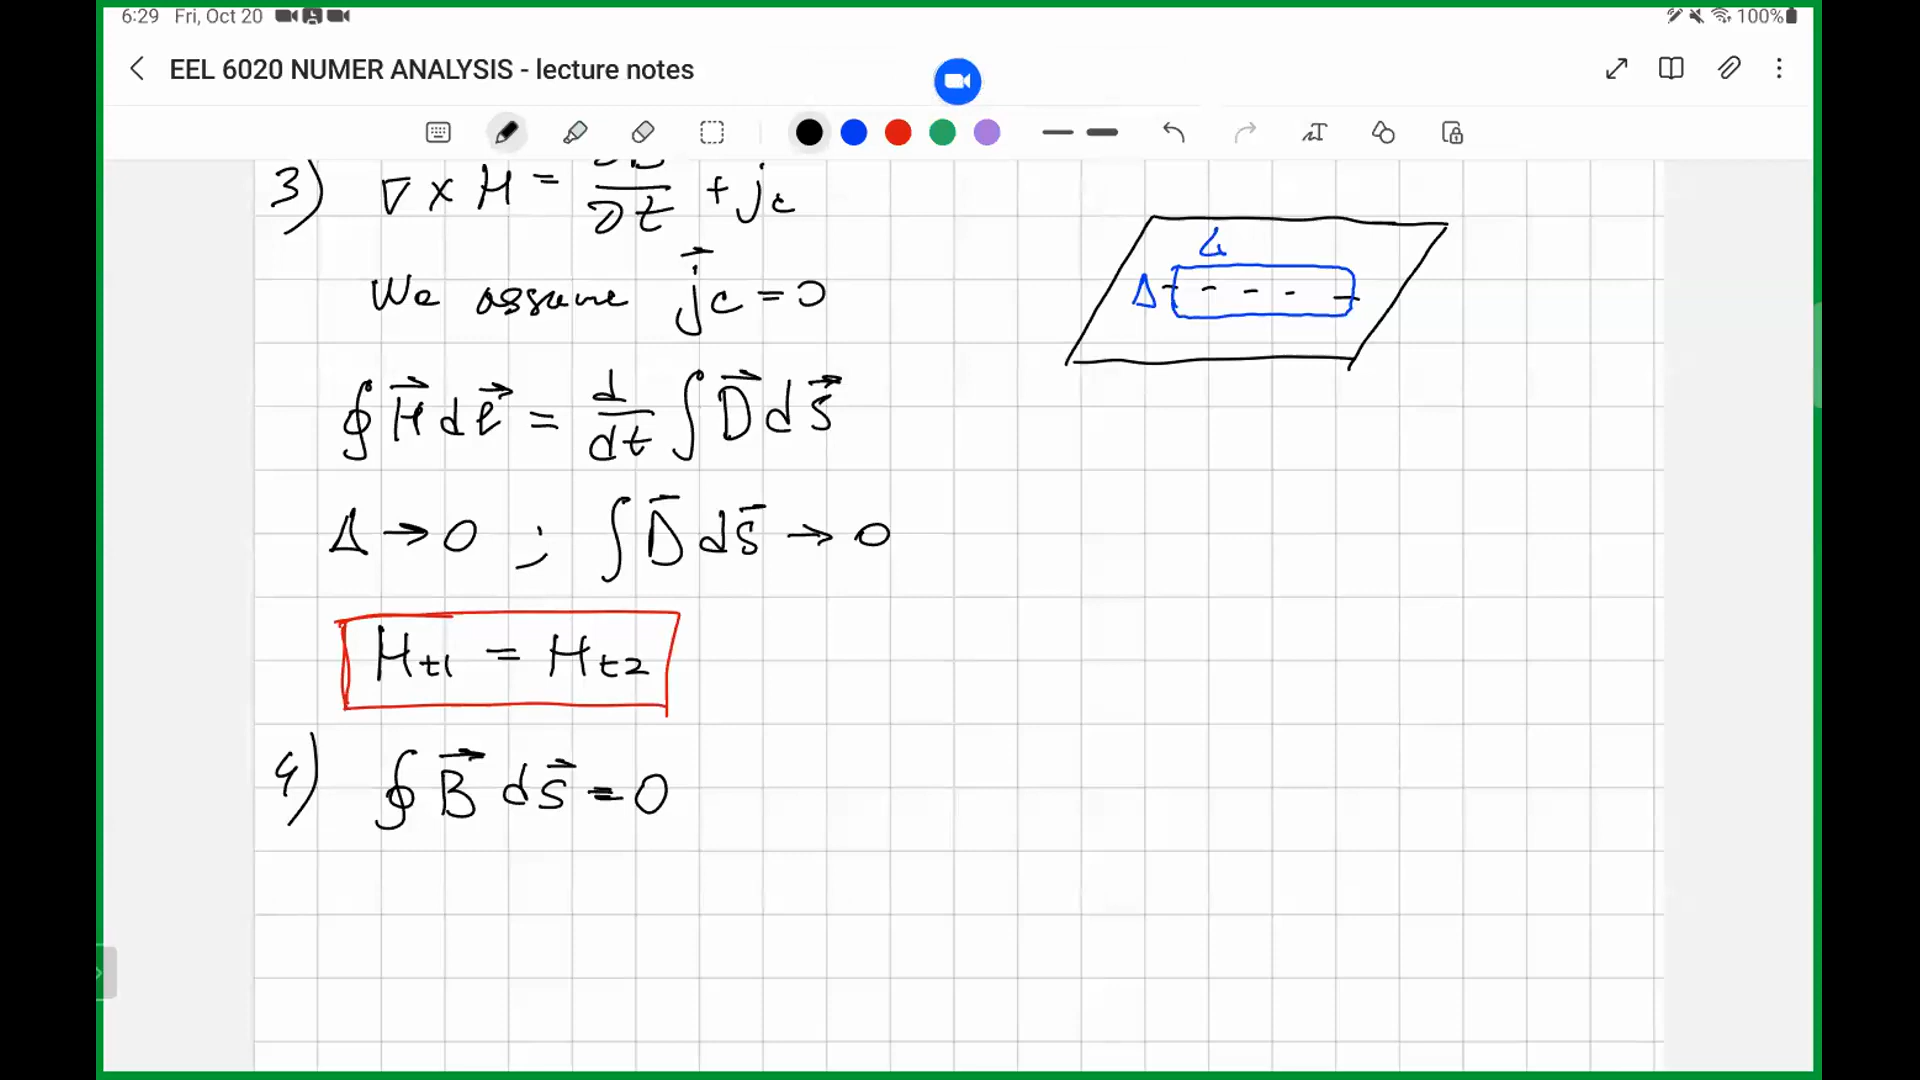 6:29 Fri, Oct 20 100%
EEL 6020 NUMER ANALYSIS - lecture notes
3) ∇ × H = ∂D/∂t + jc
We assume j⃗c = 0
L
Δ
∮ H⃗ dℓ⃗ = d/dt ∫ D⃗ dS⃗
Δ → 0 ; ∫ D⃗ dS⃗ → 0
Ht1 = Ht2
4) ∮ B⃗ dS⃗ = 0